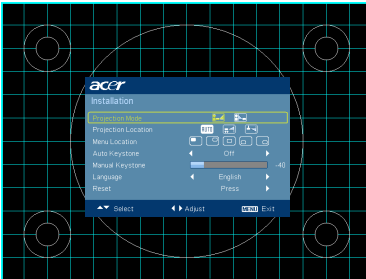 acer
Installation
Projection Mode
Projection Location AUTO
Menu Location
Auto Keystone Off
Manual Keystone -40
Language English
Reset Press
Select Adjust MENU Exit